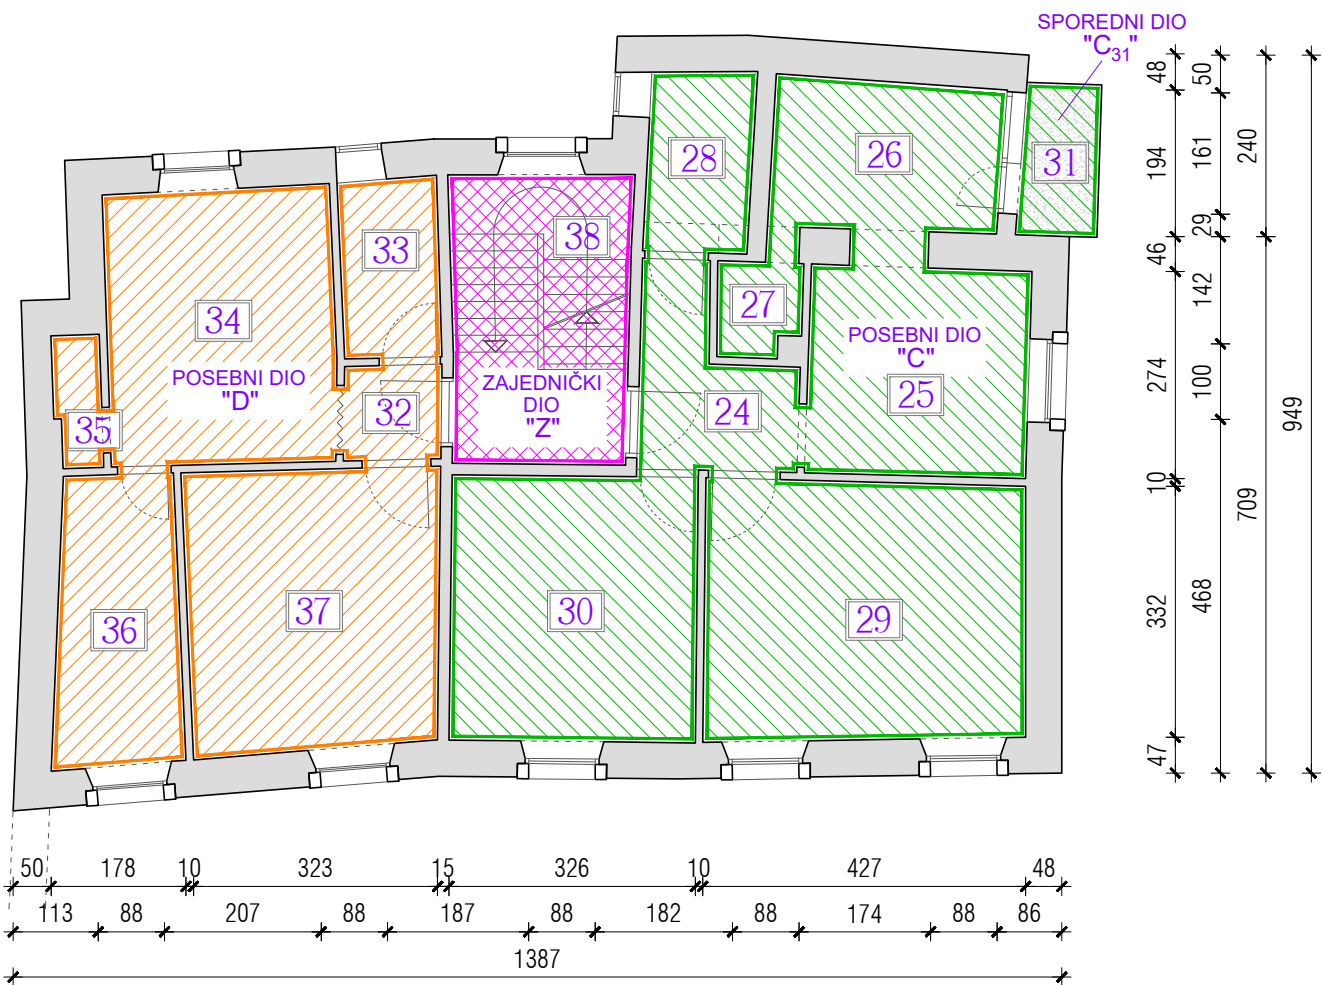 SPOREDNI DIO
"C31"
28
26
31
33
38
34
27
POSEBNI DIO
"D"
POSEBNI DIO
"C"
ZAJEDNIČKI
DIO
"Z"
32
24
25
35
36
37
30
29
48
194
46
274
10
332
47
50
161
29
142
100
468
240
709
949
50 178 10 323 15 326 10 427 48
113 88 207 88 187 88 182 88 174 88 86
1387